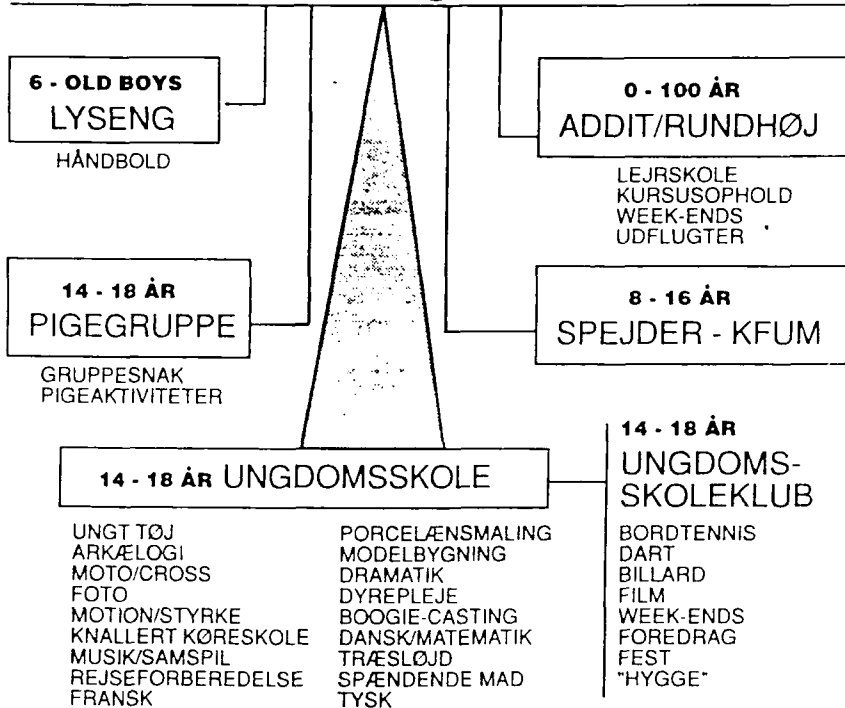 6 - OLD BOYS
LYSENG
HÅNDBOLD
0 - 100 ÅR
ADDIT/RUNDHØJ
LEJRSKOLE
KURSUSOPHOLD
WEEK-ENDS
UDFLUGTER
14 - 18 ÅR
PIGEGRUPPE
GRUPPESNAK
PIGEAKTIVITETER
8 - 16 ÅR
SPEJDER - KFUM
14 - 18 ÅR UNGDOMSSKOLE
UNGT TØJ
ARKÆLOGI
MOTO/CROSS
FOTO
MOTION/STYRKE
KNALLERT KØRESKOLE
MUSIK/SAMSPIL
REJSEFORBEREDELSE
FRANSK
PORCELÆNSMALING
MODELBYGNING
DRAMATIK
DYREPLEJE
BOOGIE-CASTING
DANSK/MATEMATIK
TRÆSLØJD
SPÆNDENDE MAD
TYSK
14 - 18 ÅR
UNGDOMS-
SKOLEKLUB
BORDTENNIS
DART
BILLARD
FILM
WEEK-ENDS
FOREDRAG
FEST
"HYGGE"